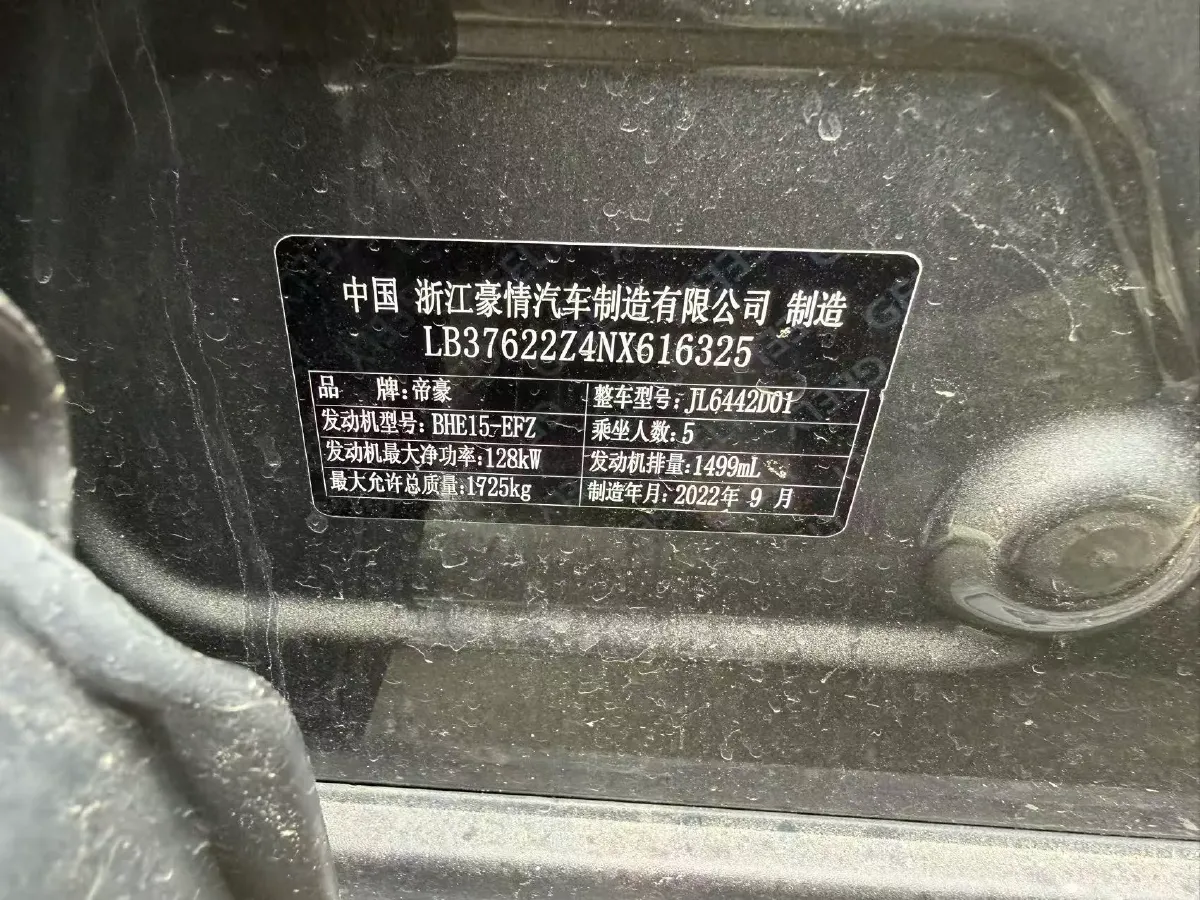 中国 浙江豪情汽车制造有限公司 制造
LB37622Z4NX616325
品 牌:帝豪 整车型号:JL6442D01
发动机型号:BHE15-EFZ 乘坐人数:5
发动机最大净功率:128kW 发动机排量:1499mL
最大允许总质量:1725kg 制造年月:2022年 9 月